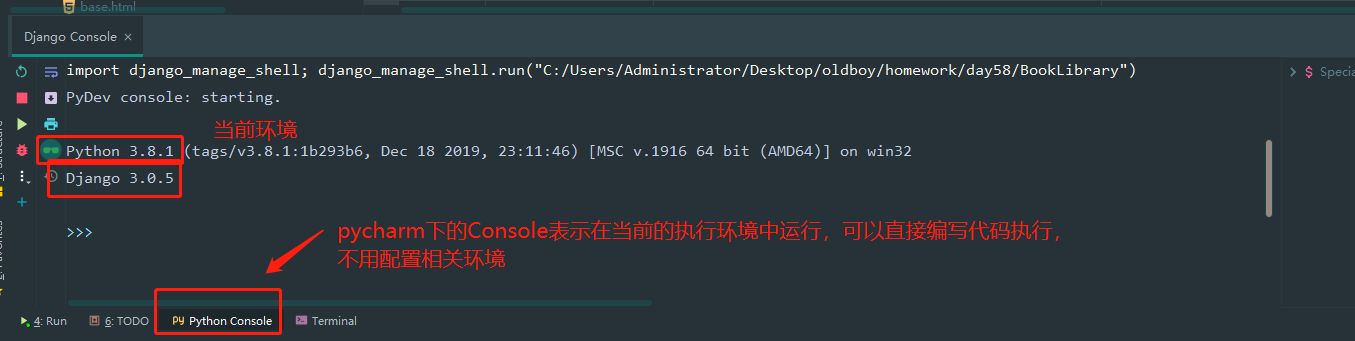 base.html
Django Console ×
import django_manage_shell; django_manage_shell.run("C:/Users/Administrator/Desktop/oldboy/homework/day58/BookLibrary")
Specia
PyDev console: starting.
当前环境
Python 3.8.1 (tags/v3.8.1:1b293b6, Dec 18 2019, 23:11:46) [MSC v.1916 64 bit (AMD64)] on win32
Django 3.0.5
>>>
pycharm下的Console表示在当前的执行环境中运行，可以直接编写代码执行，
不用配置相关环境
4: Run 6: TODO Python Console Terminal